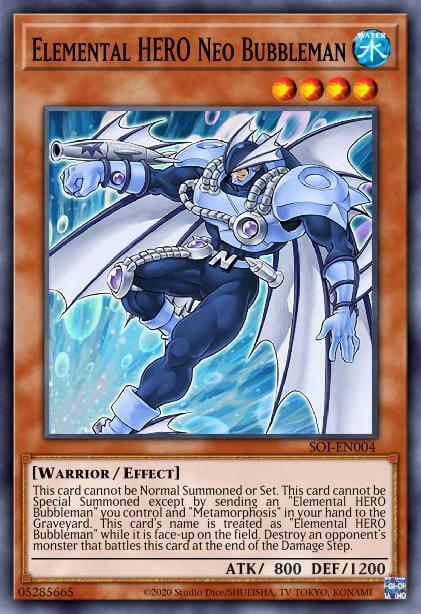 Elemental HERO Neo Bubbleman
WATER
水
N
SOI-EN004
[Warrior / Effect]
This card cannot be Normal Summoned or Set. This card cannot be
Special Summoned except by sending an "Elemental HERO
Bubbleman" you control and "Metamorphosis" in your hand to the
Graveyard. This card's name is treated as "Elemental HERO
Bubbleman" while it is face-up on the field. Destroy an opponent's
monster that battles this card at the end of the Damage Step.
ATK/ 800 DEF/1200
05285665
©2020 Studio Dice/SHUEISHA, TV TOKYO, KONAMI